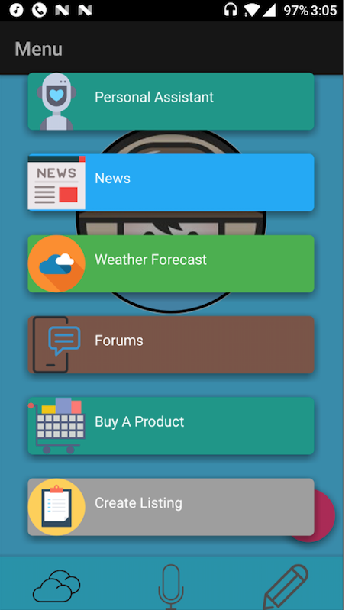 97% 3:05
Menu
Personal Assistant
NEWS
News
Weather Forecast
Forums
Buy A Product
Create Listing